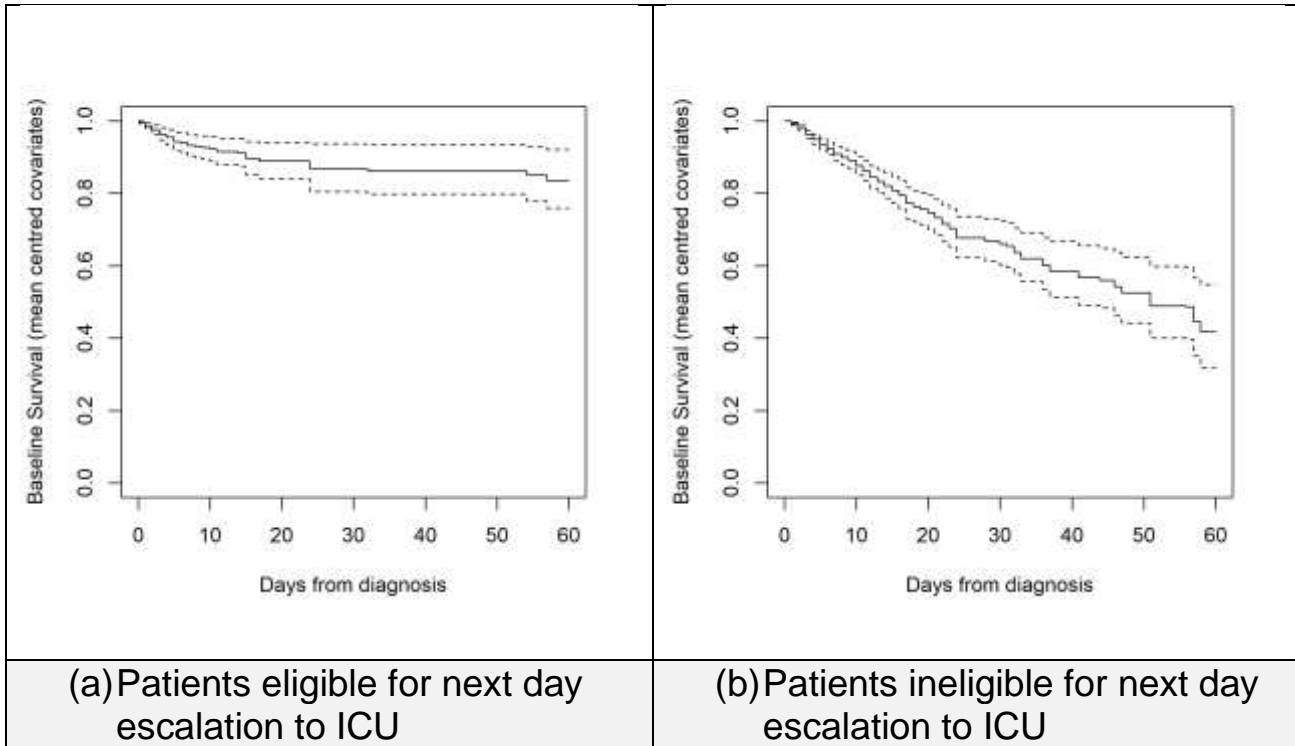 Baseline Survival (mean centred covariates)
1.0
0.8
0.6
0.4
0.2
0.0
0 10 20 30 40 50 60
Days from diagnosis
(a) Patients eligible for next day
escalation to ICU
Baseline Survival (mean centred covariates)
1.0
0.8
0.6
0.4
0.2
0.0
0 10 20 30 40 50 60
Days from diagnosis
(b) Patients ineligible for next day
escalation to ICU